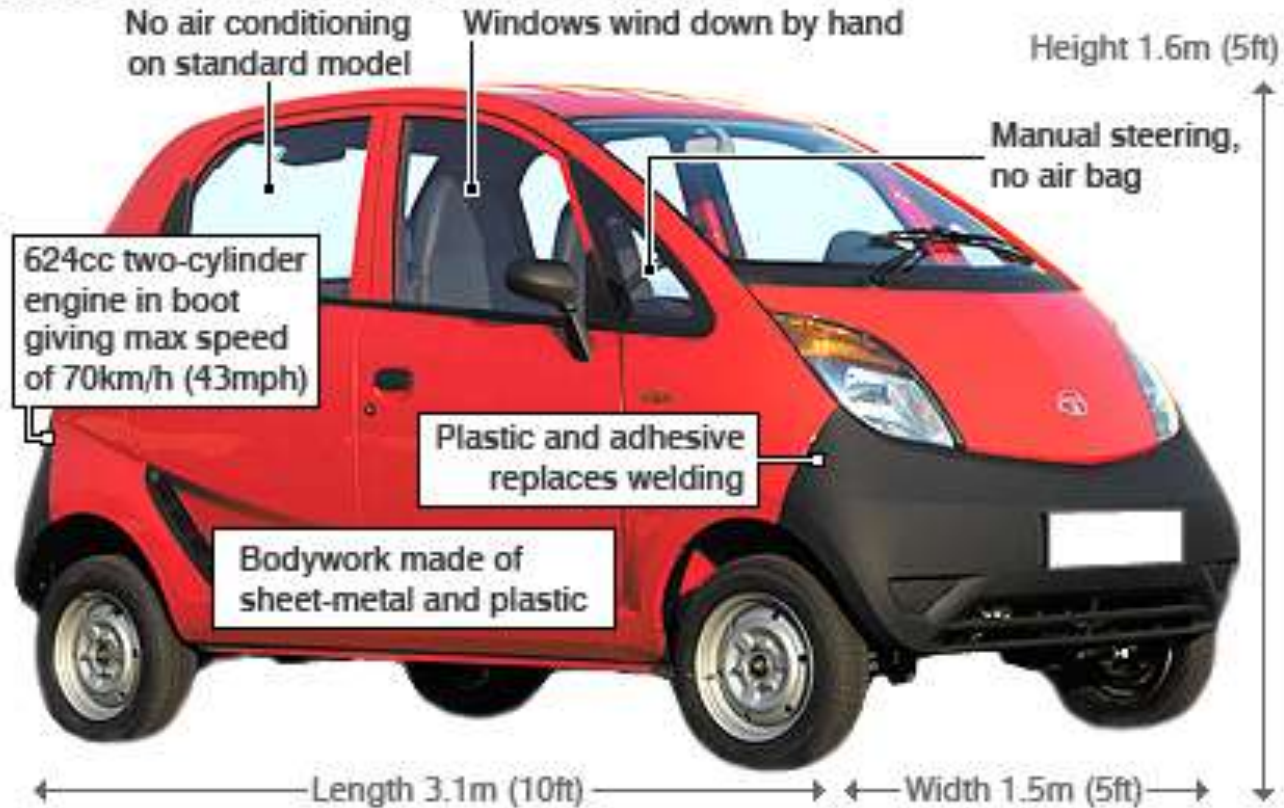 No air conditioning
on standard model
Windows wind down by hand
Height 1.6m (5ft)
Manual steering,
no air bag
624cc two-cylinder
engine in boot
giving max speed
of 70km/h (43mph)
Plastic and adhesive
replaces welding
Bodywork made of
sheet-metal and plastic
Length 3.1m (10ft)
Width 1.5m (5ft)